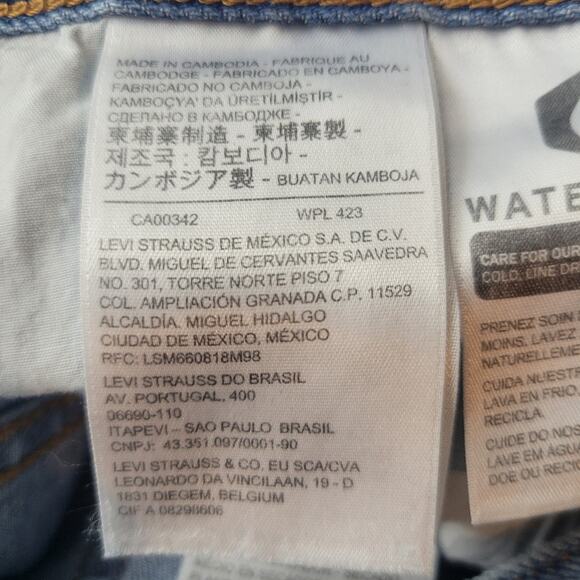 MADE IN CAMBODIA - FABRIQUE AU
CAMBODGE - FABRICADO EN CAMBOYA -
FABRICADO NO CAMBOJA -
KAMBOÇYA' DA ÜRETİLMİŞTİR -
СДЕЛАНО В КАМБОДЖЕ -
柬埔寨制造 - 柬埔寨製 -
제조국 : 캄보디아 -
カンボジア製 - BUATAN KAMBOJA
CA00342 WPL 423
LEVI STRAUSS DE MÉXICO S.A. DE C.V.
BLVD. MIGUEL DE CERVANTES SAAVEDRA
NO. 301, TORRE NORTE PISO 7
COL. AMPLIACIÓN GRANADA C.P. 11529
ALCALDÍA. MIGUEL HIDALGO
CIUDAD DE MÉXICO, MÉXICO
RFC: LSM660818M98
LEVI STRAUSS DO BRASIL
AV. PORTUGAL, 400
06690-110
ITAPEVI - SAO PAULO BRASIL
CNPJ: 43.351.097/0001-90
LEVI STRAUSS & CO. EU SCA/CVA
LEONARDO DA VINCILAAN, 19 - D
1831 DIEGEM, BELGIUM
CIF A 08298606
WATE
CARE FOR OUR
COLD. LINE DR
PRENEZ SOIN
MOINS. LAVEZ
NATURELLEME
CUIDA NUEST
LAVA EN FRIO.
RECICLA.
CUIDE DO NOS
LAVE EM ÁGU
DOE OU RECIC